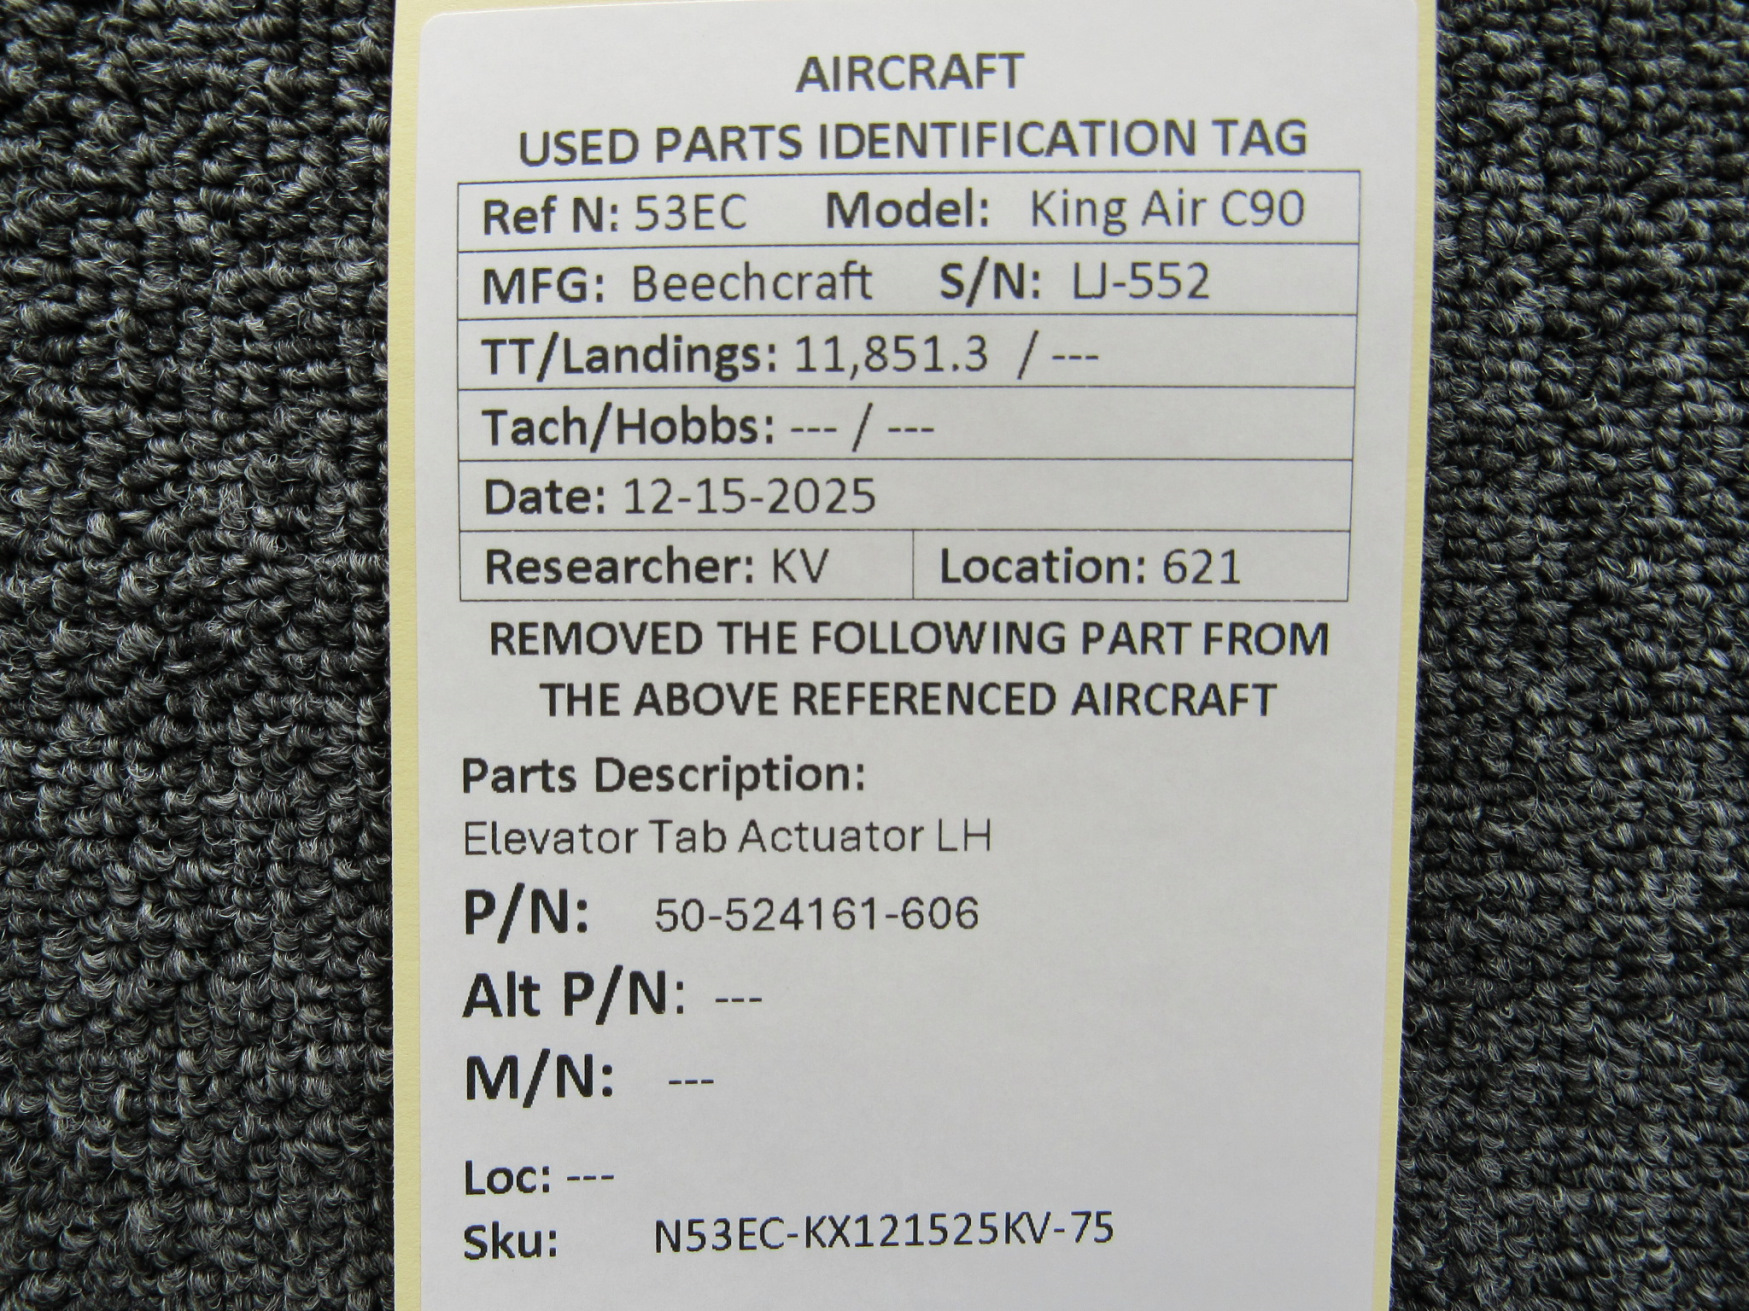 AIRCRAFT
USED PARTS IDENTIFICATION TAG
Ref N: 53EC Model: King Air C90
MFG: Beechcraft S/N: LJ-552
TT/Landings: 11,851.3 / ---
Tach/Hobbs: --- / ---
Date: 12-15-2025
Researcher: KV Location: 621
REMOVED THE FOLLOWING PART FROM
THE ABOVE REFERENCED AIRCRAFT
Parts Description:
Elevator Tab Actuator LH
P/N: 50-524161-606
Alt P/N: ---
M/N: ---
Loc: ---
Sku: N53EC-KX121525KV-75